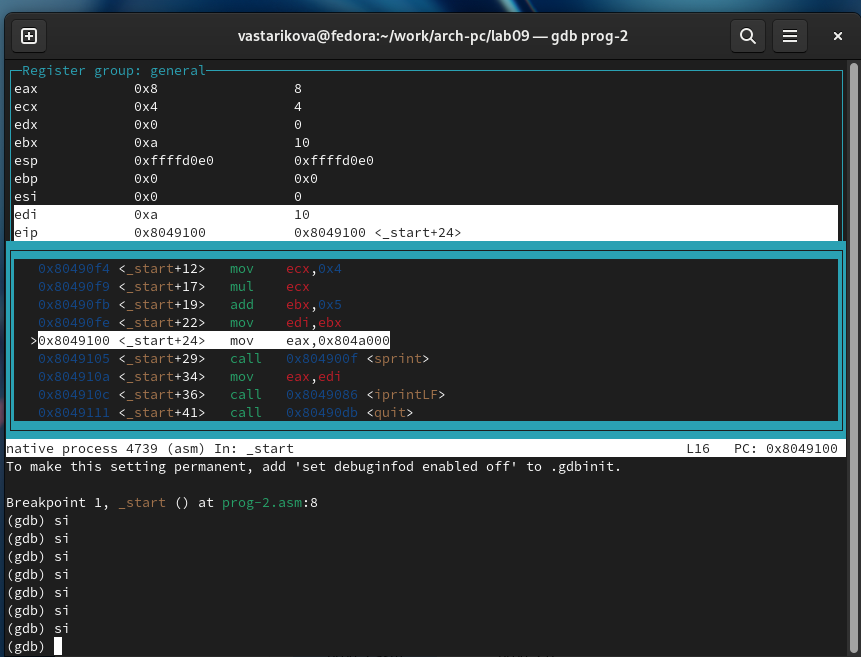 vastarikova@fedora:~/work/arch-pc/lab09 — gdb prog-2
Register group: general
eax 0x8 8
ecx 0x4 4
edx 0x0 0
ebx 0xa 10
esp 0xffffd0e0 0xffffd0e0
ebp 0x0 0x0
esi 0x0 0
edi 0xa 10
eip 0x8049100 0x8049100 <_start+24>
0x80490f4 <_start+12> mov ecx,0x4
0x80490f9 <_start+17> mul ecx
0x80490fb <_start+19> add ebx,0x5
0x80490fe <_start+22> mov edi,ebx
>0x8049100 <_start+24> mov eax,0x804a000
0x8049105 <_start+29> call 0x804900f <sprint>
0x804910a <_start+34> mov eax,edi
0x804910c <_start+36> call 0x8049086 <iprintLF>
0x8049111 <_start+41> call 0x80490db <quit>
native process 4739 (asm) In: _start L16 PC: 0x8049100
To make this setting permanent, add 'set debuginfod enabled off' to .gdbinit.
Breakpoint 1, _start () at prog-2.asm:8
(gdb) si
(gdb) si
(gdb) si
(gdb) si
(gdb) si
(gdb) si
(gdb) si
(gdb)